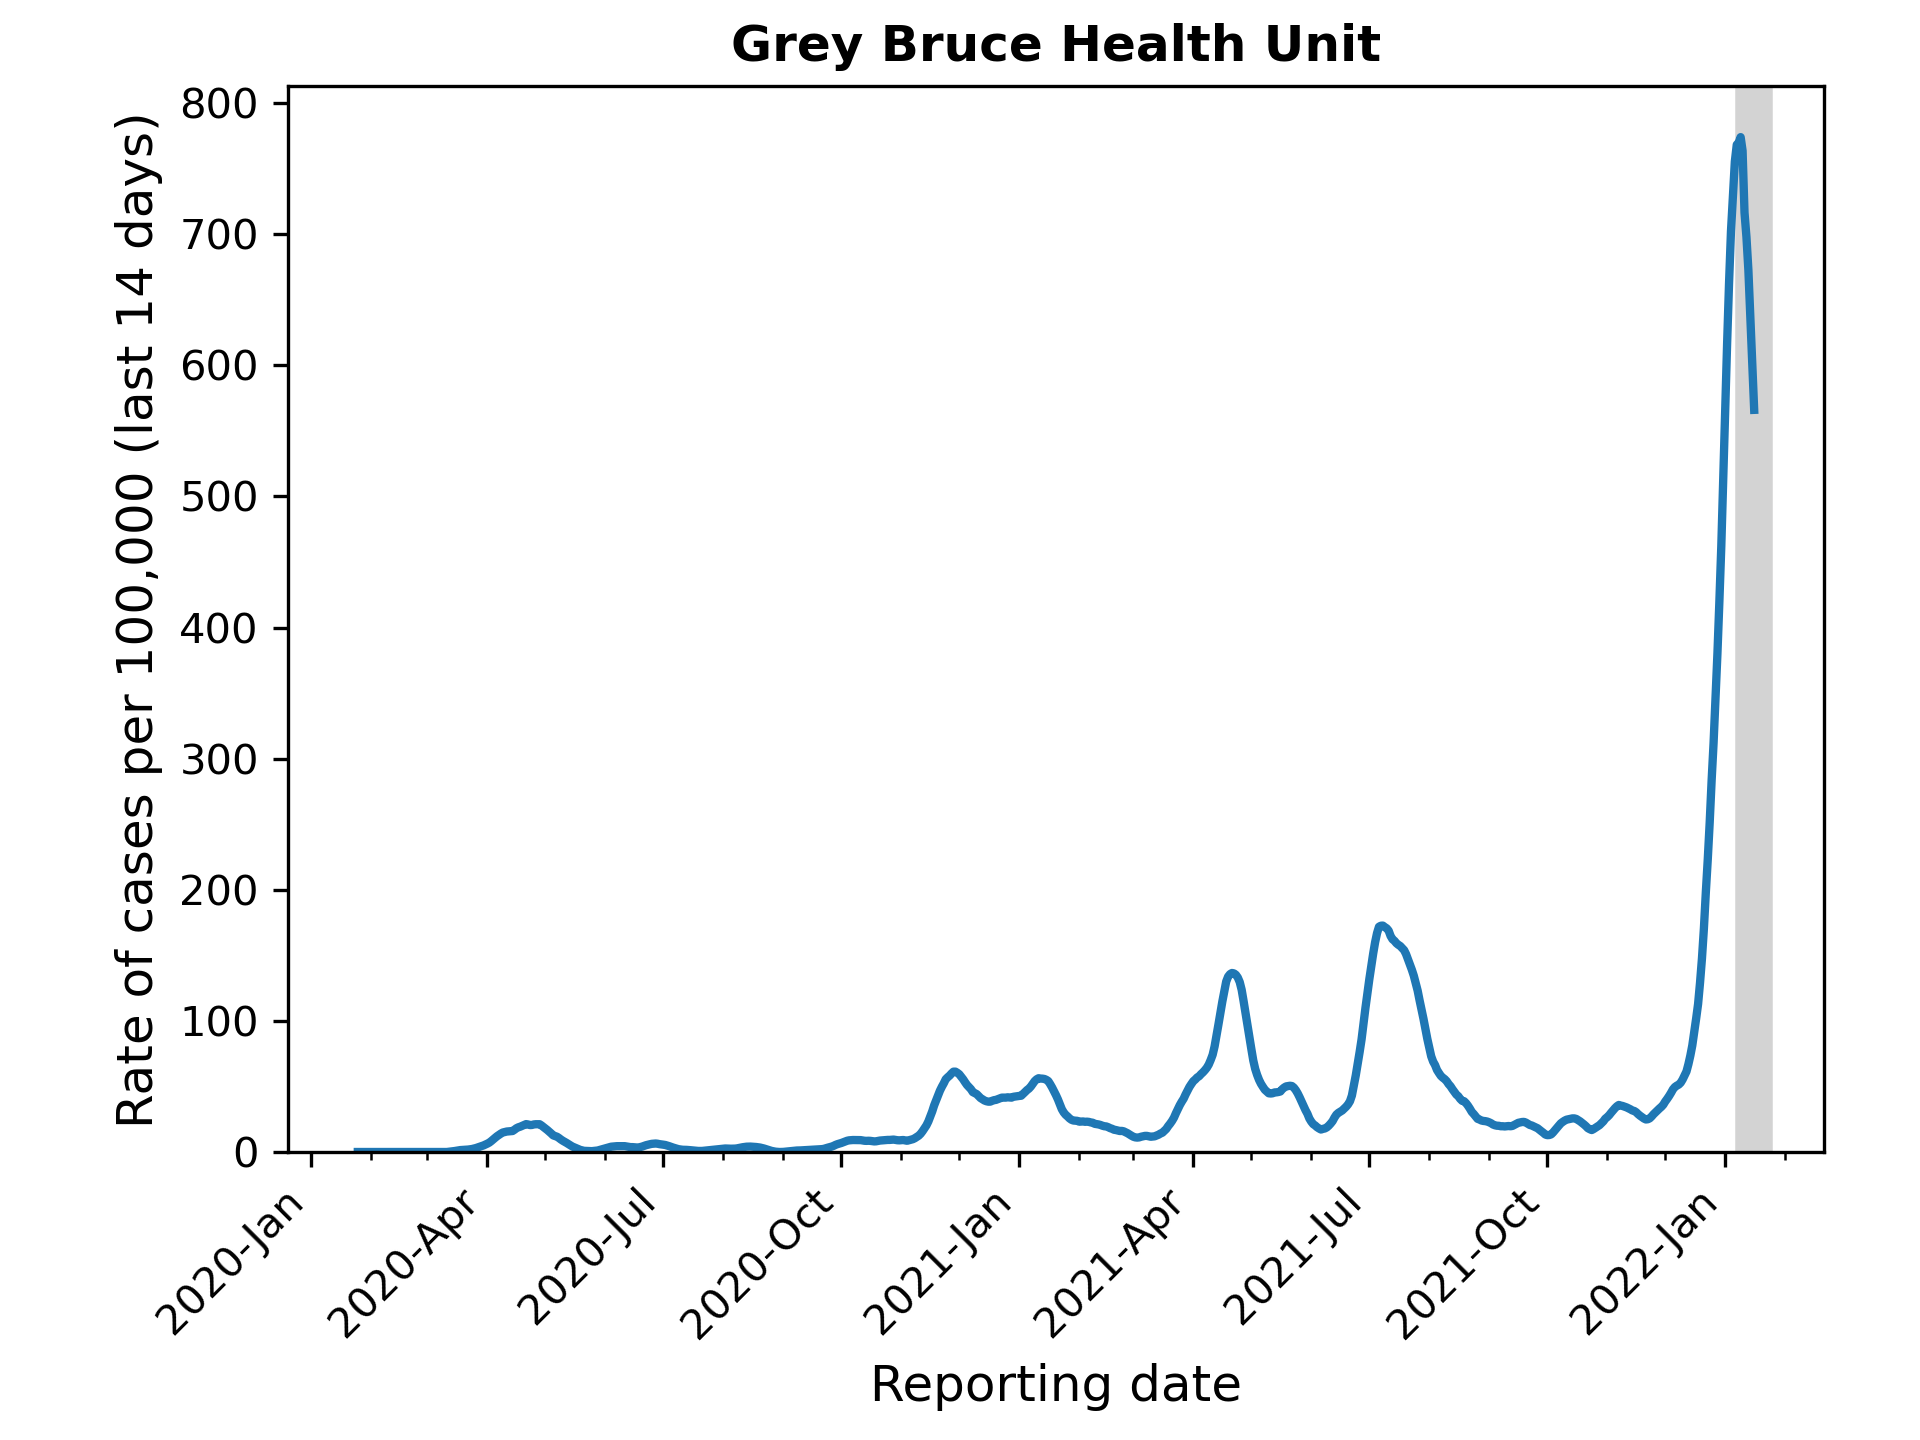 Grey Bruce Health Unit
Rate of cases per 100,000 (last 14 days)
800
700
600
500
400
300
200
100
0
2020-Jan
2020-Apr
2020-Jul
2020-Oct
2021-Jan
2021-Apr
2021-Jul
2021-Oct
2022-Jan
Reporting date